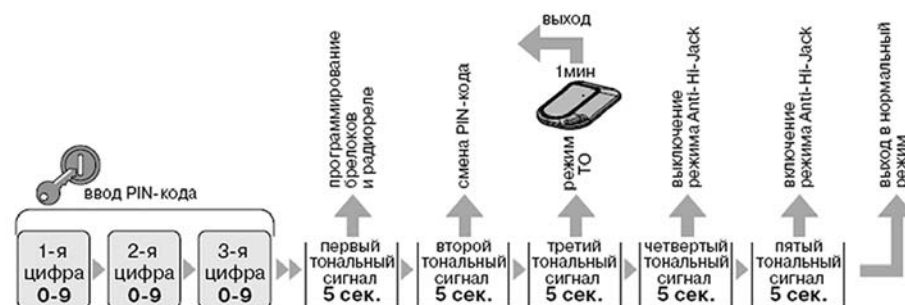 выход
1мин
программирование
брелоков
и радиореле
смена PIN-кода
режим
ТО
выключение
режима Anti-Hi-Jack
включение
режима Anti-Hi-Jack
выход в нормальный
режим
ввод PIN-кода
1-я
цифра
0-9
2-я
цифра
0-9
3-я
цифра
0-9
первый
тональный
сигнал
5 сек.
второй
тональный
сигнал
5 сек.
третий
тональный
сигнал
5 сек.
четвертый
тональный
сигнал
5 сек.
пятый
тональный
сигнал
5 сек.